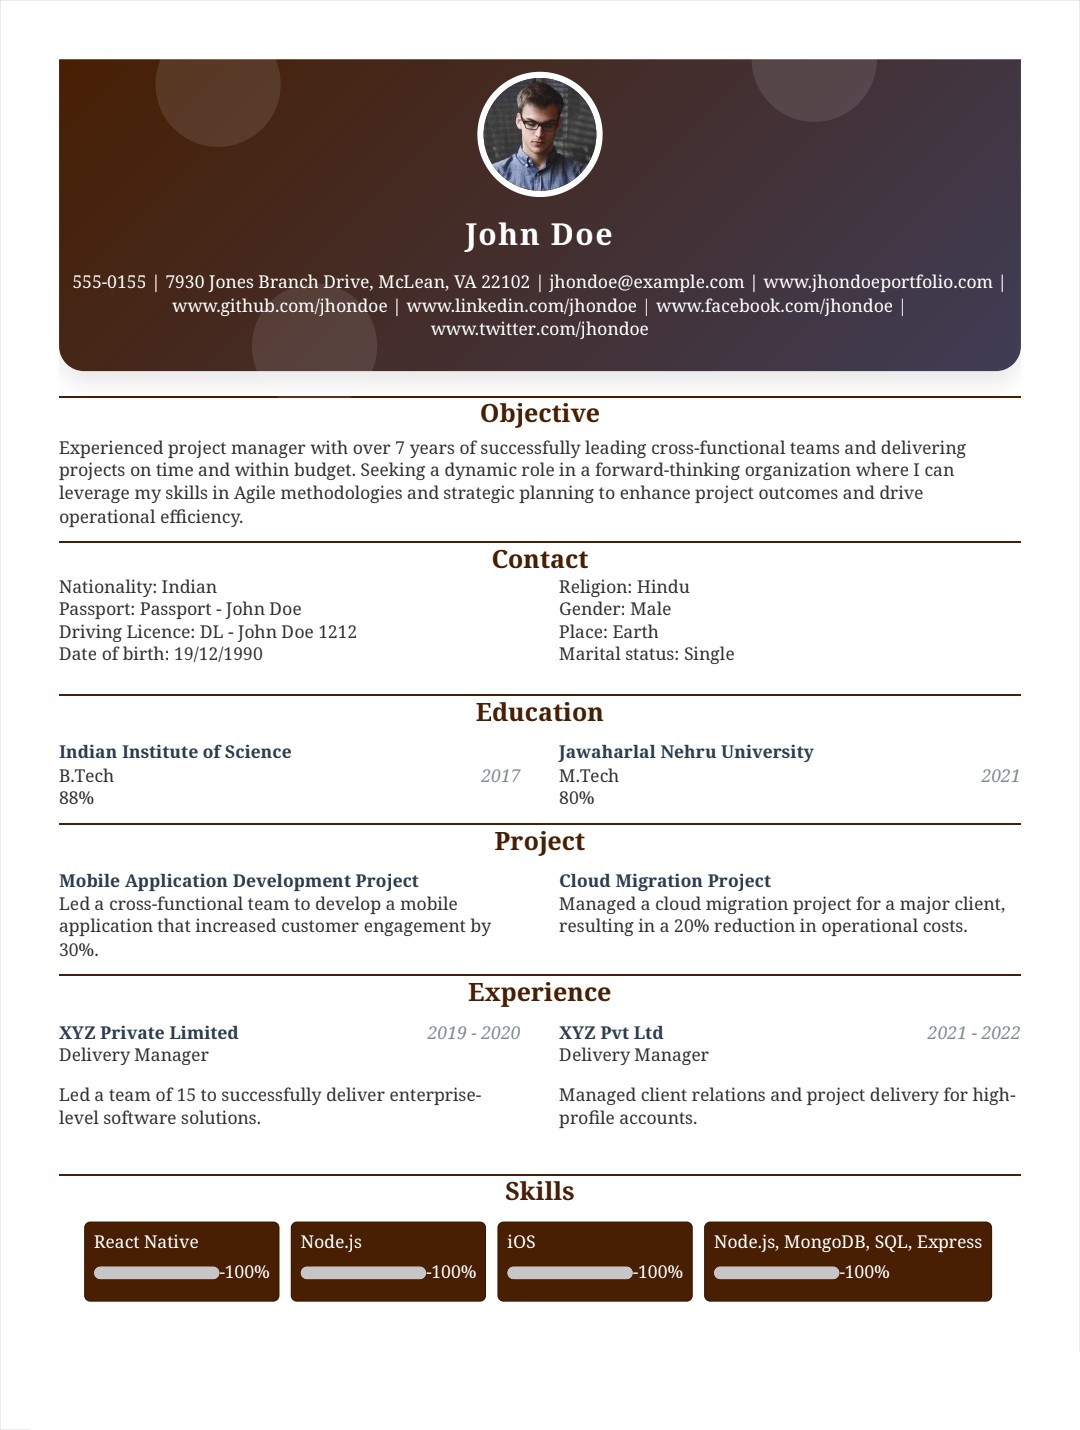 John Doe
555-0155 | 7930 Jones Branch Drive, McLean, VA 22102 | jhondoe@example.com | www.jhondoeportfolio.com |
www.github.com/jhondoe | www.linkedin.com/jhondoe | www.facebook.com/jhondoe |
www.twitter.com/jhondoe
Objective
Experienced project manager with over 7 years of successfully leading cross-functional teams and delivering
projects on time and within budget. Seeking a dynamic role in a forward-thinking organization where I can
leverage my skills in Agile methodologies and strategic planning to enhance project outcomes and drive
operational efficiency.
Contact
Nationality: Indian
Passport: Passport - John Doe
Driving Licence: DL - John Doe 1212
Date of birth: 19/12/1990
Religion: Hindu
Gender: Male
Place: Earth
Marital status: Single
Education
Indian Institute of Science
B.Tech 2017
88%
Jawaharlal Nehru University
M.Tech 2021
80%
Project
Mobile Application Development Project
Led a cross-functional team to develop a mobile
application that increased customer engagement by
30%.
Cloud Migration Project
Managed a cloud migration project for a major client,
resulting in a 20% reduction in operational costs.
Experience
XYZ Private Limited 2019 - 2020
Delivery Manager
Led a team of 15 to successfully deliver enterprise-
level software solutions.
XYZ Pvt Ltd 2021 - 2022
Delivery Manager
Managed client relations and project delivery for high-
profile accounts.
Skills
React Native
-100%
Node.js
-100%
iOS
-100%
Node.js, MongoDB, SQL, Express
-100%